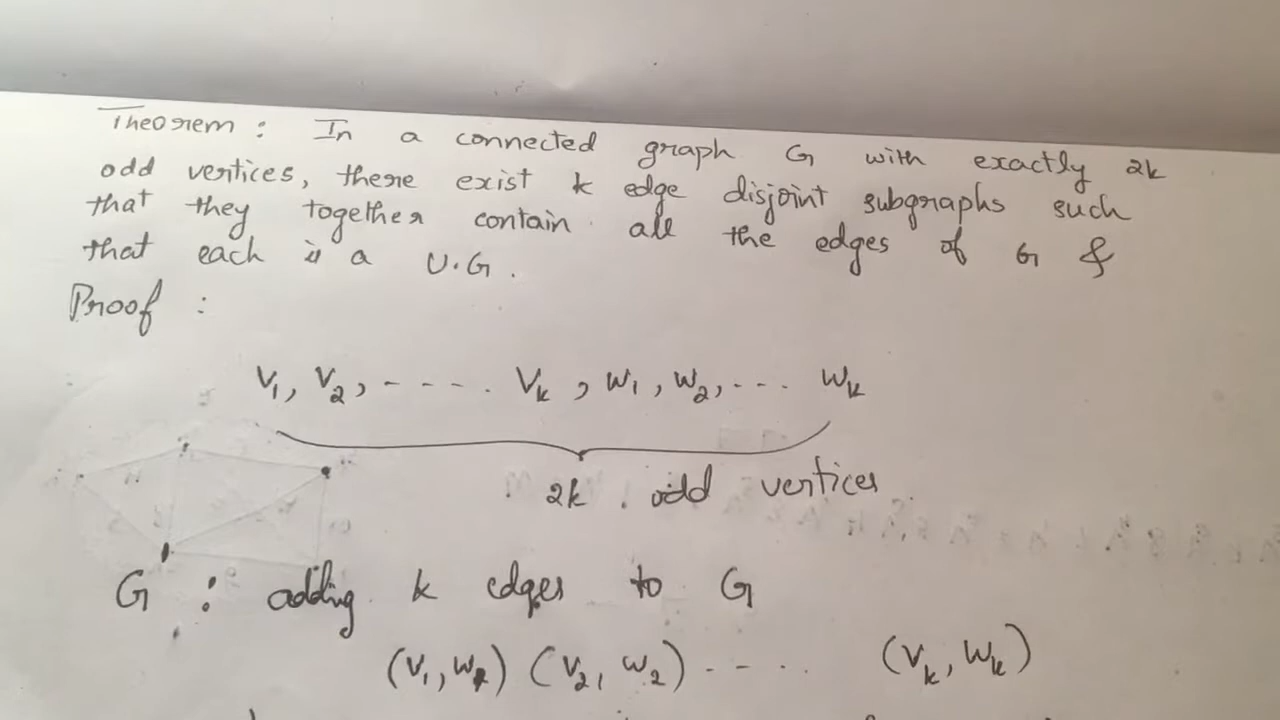 Theorem : In a connected graph G with exactly 2k
odd vertices, there exist k edge disjoint subgraphs such
that they together contain all the edges of G &
that each is a U.G.
Proof :
V1, V2, - - - - . Vk , W1, W2, - . . . Wk
2k odd vertices
G' : adding k edges to G
(V1, W1) (V2, W2) - - - . . (Vk, Wk)